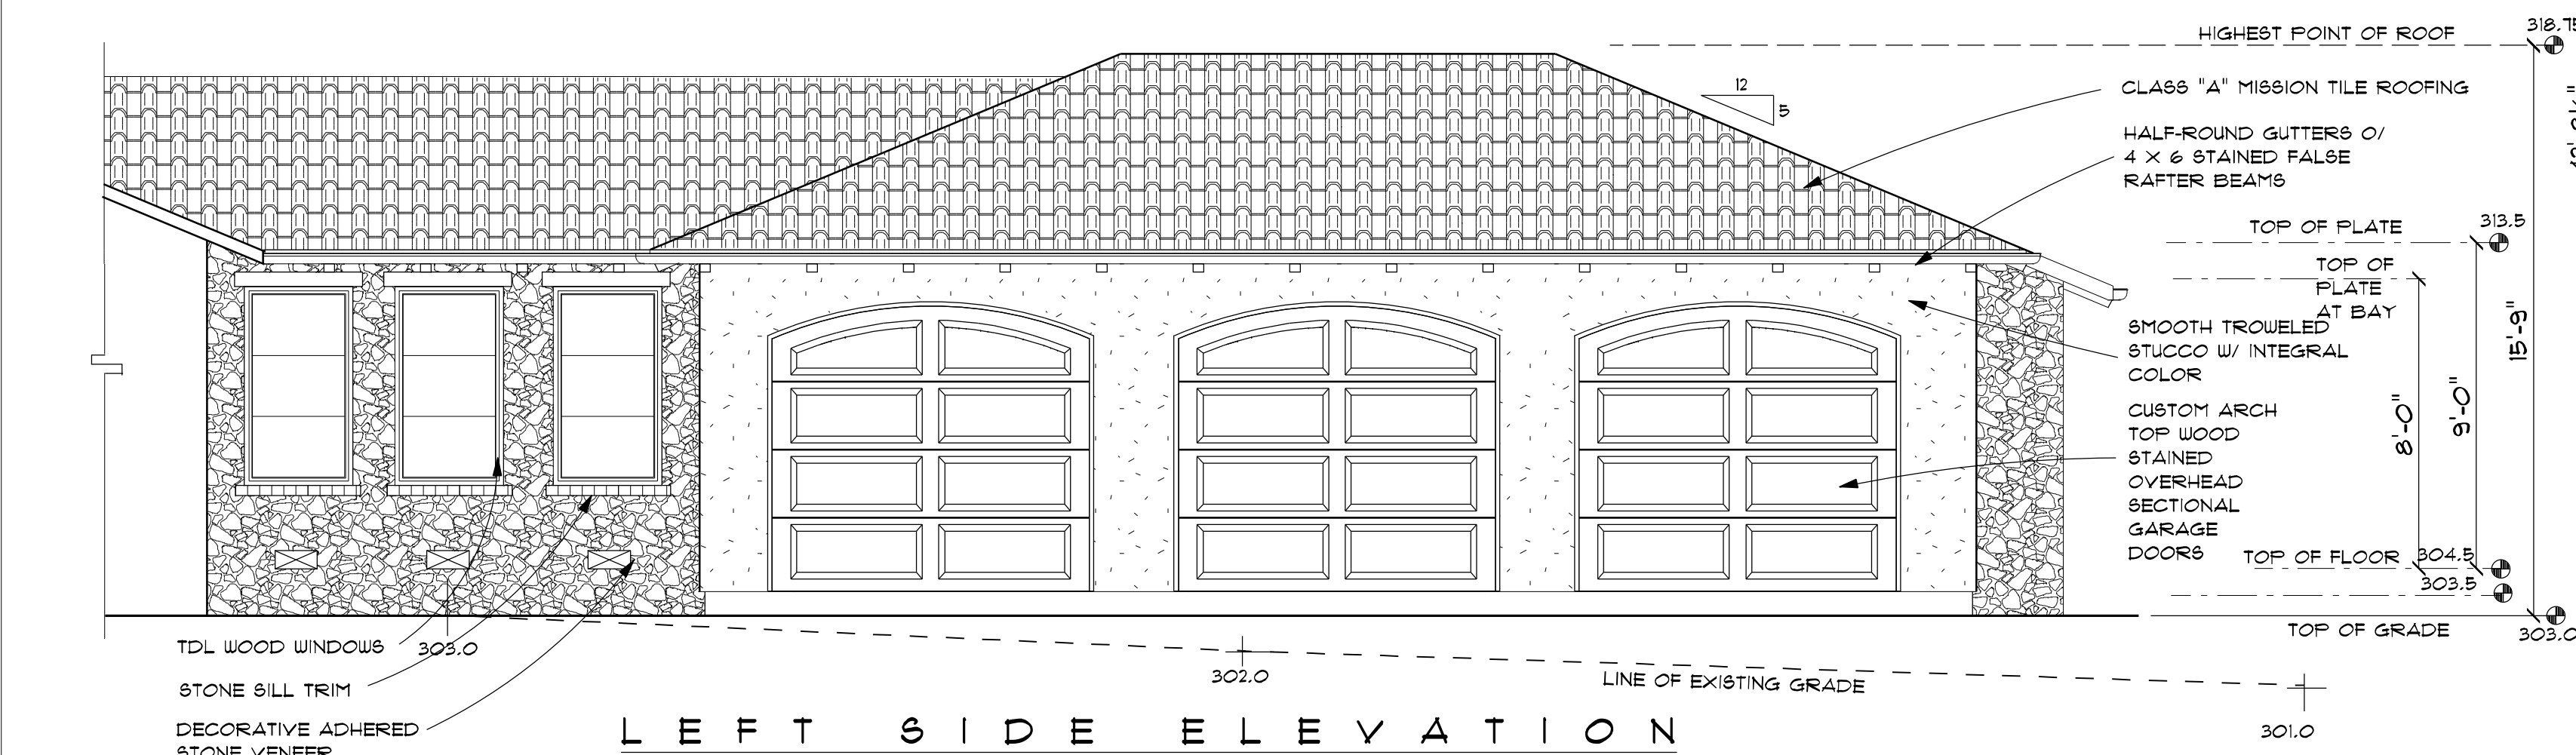 HIGHEST POINT OF ROOF
318.75
12
5
CLASS "A" MISSION TILE ROOFING
HALF-ROUND GUTTERS O/
4 X 6 STAINED FALSE
RAFTER BEAMS
TOP OF PLATE
313.5
TOP OF
PLATE
AT BAY
SMOOTH TROWELED
STUCCO W/ INTEGRAL
COLOR
15'-9"
8'-0"
9'-0"
CUSTOM ARCH
TOP WOOD
STAINED
OVERHEAD
SECTIONAL
GARAGE
DOORS
TOP OF FLOOR
304.5
303.5
TOP OF GRADE
303.0
TDL WOOD WINDOWS
303.0
STONE SILL TRIM
DECORATIVE ADHERED
STONE VENEER
302.0
LINE OF EXISTING GRADE
301.0
LEFT SIDE ELEVATION